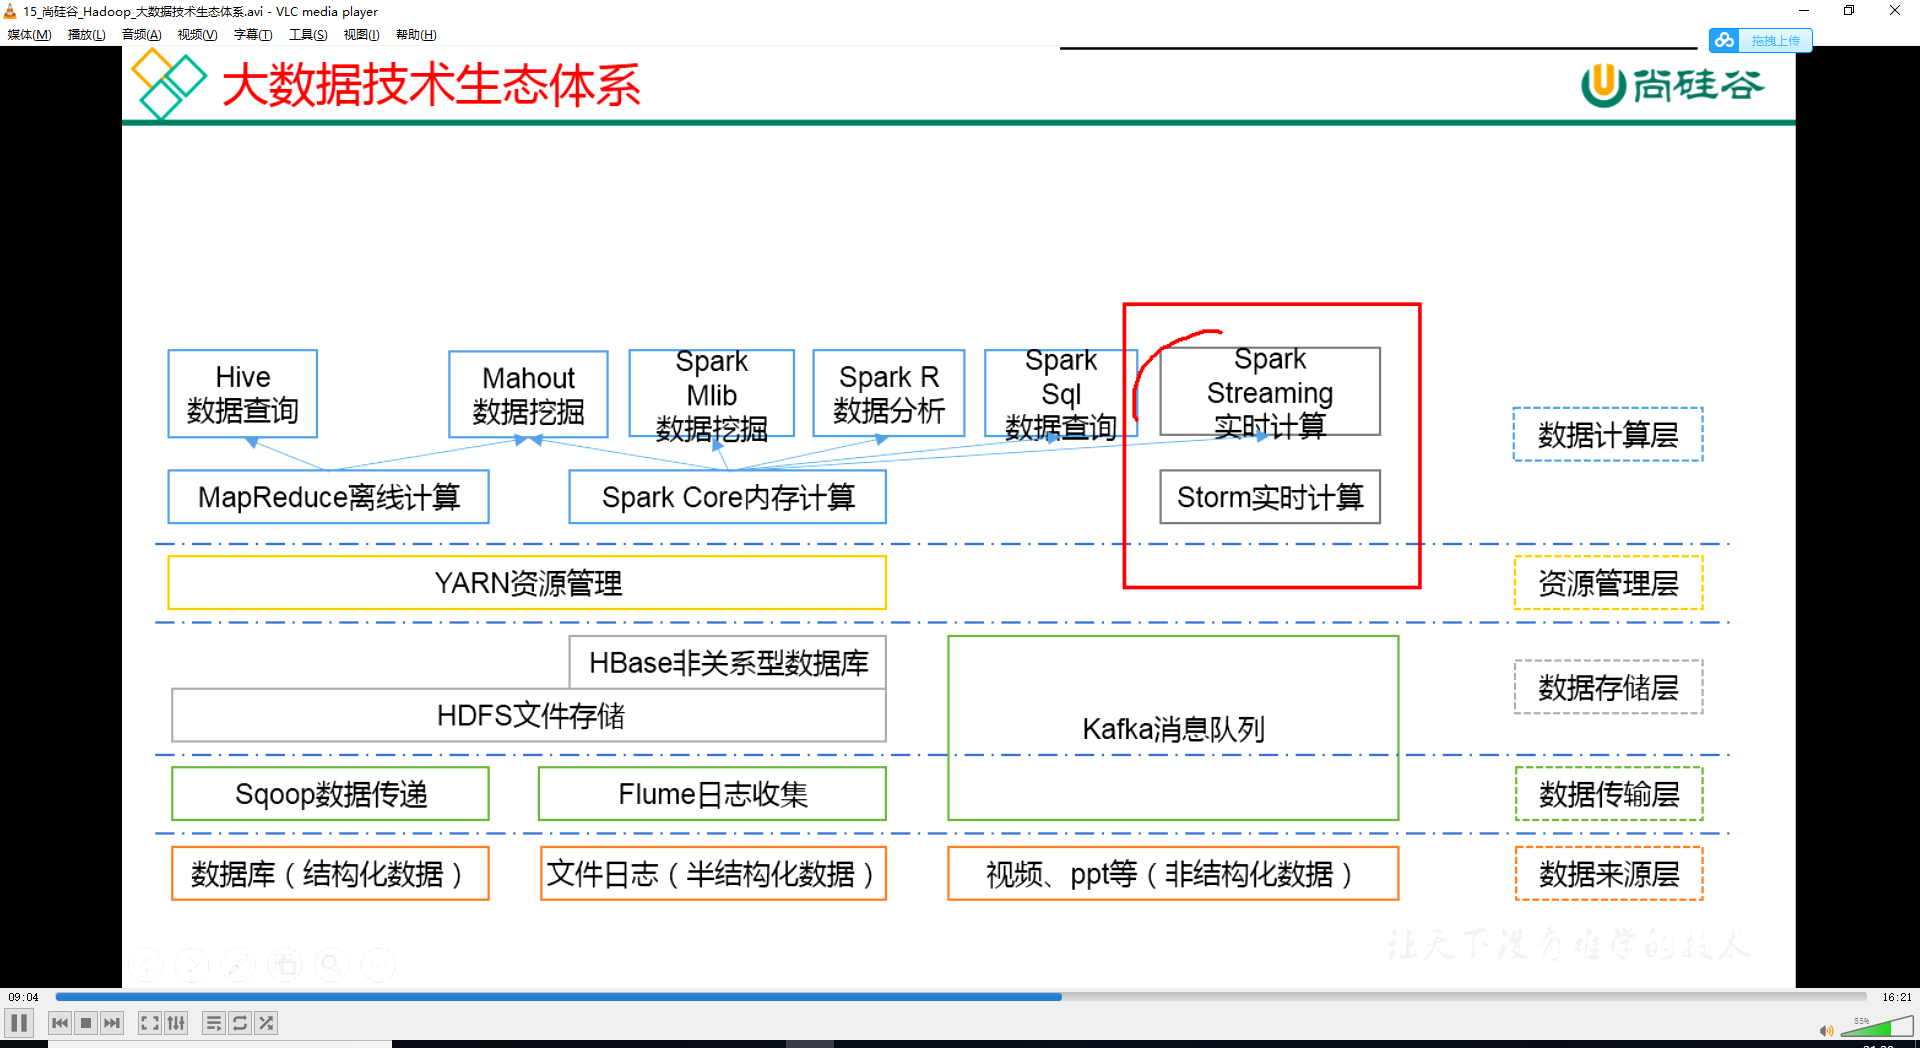 15_尚硅谷_Hadoop_大数据技术生态体系.avi - VLC media player
媒体(M) 播放(L) 音频(A) 视频(V) 字幕(T) 工具(S) 视图(I) 帮助(H)
拖拽上传
大数据技术生态体系
尚硅谷
Hive
数据查询
Mahout
数据挖掘
Spark
Mlib
数据挖掘
Spark R
数据分析
Spark
Sql
数据查询
Spark
Streaming
实时计算
数据计算层
MapReduce离线计算
Spark Core内存计算
Storm实时计算
YARN资源管理
资源管理层
HBase非关系型数据库
HDFS文件存储
Kafka消息队列
数据存储层
Sqoop数据传递
Flume日志收集
数据传输层
数据库（结构化数据）
文件日志（半结构化数据）
视频、ppt等（非结构化数据）
数据来源层
让天下没有难学的技术
09:04
16:21